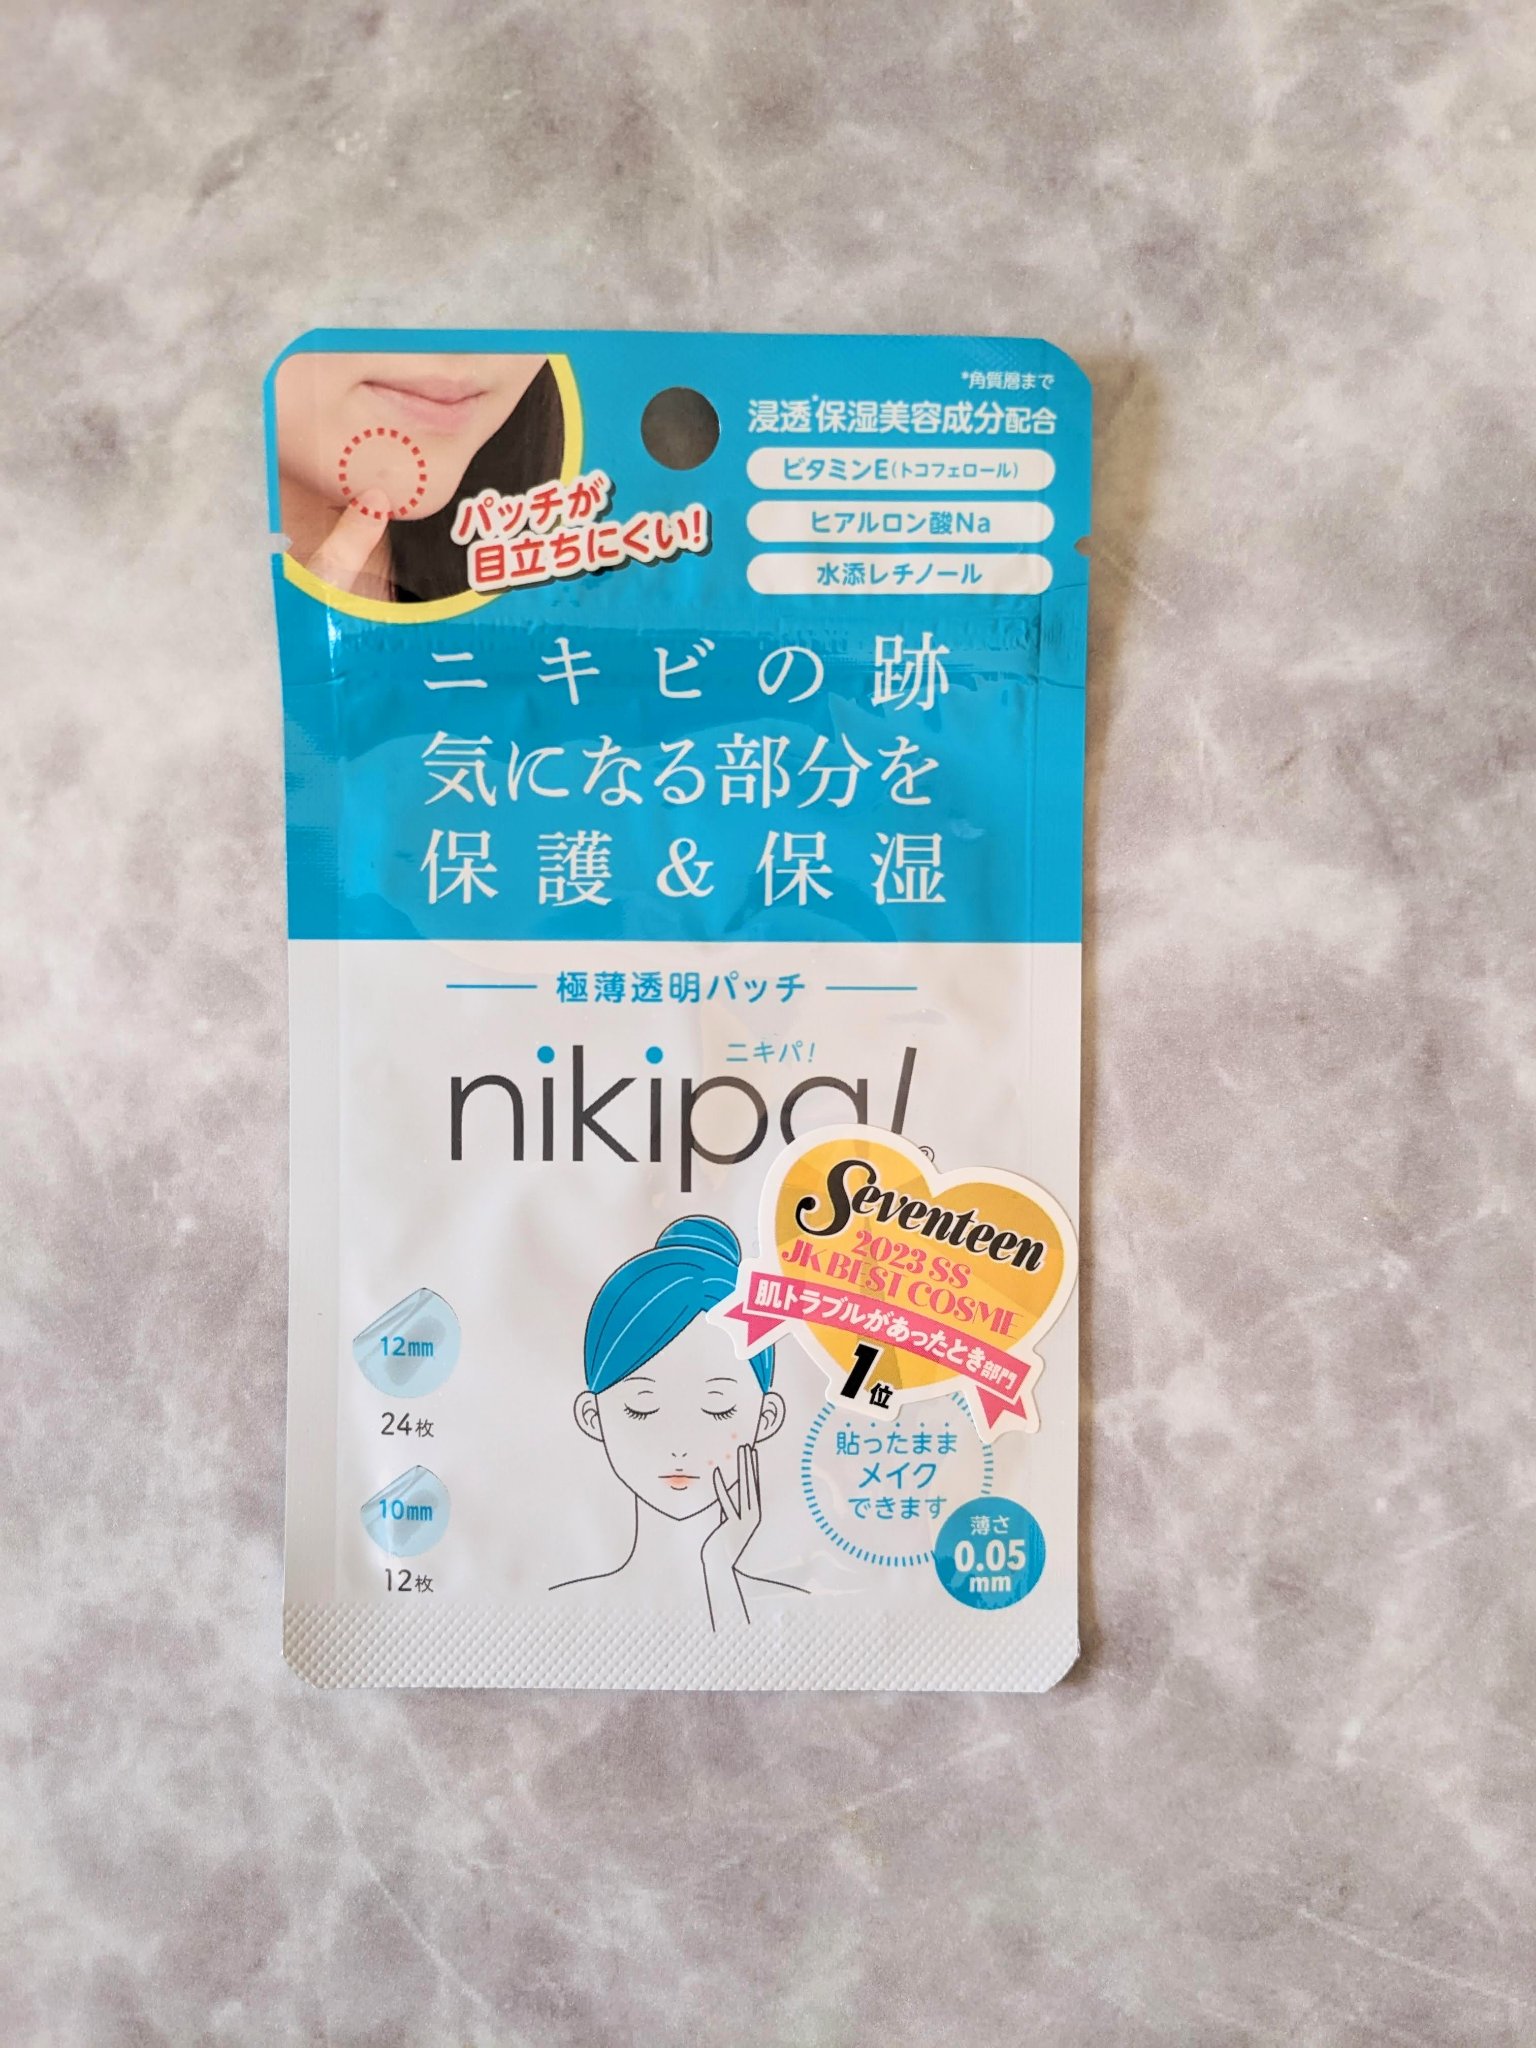 *角質層まで
浸透*保湿美容成分配合
ビタミンE(トコフェロール)
ヒアルロン酸Na
水添レチノール
パッチが
目立ちにくい!
ニキビの跡
気になる部分を
保護&保湿
極薄透明パッチ
ニキパ!
nikipa!
Seventeen
2023 SS
JK BEST COSME
肌トラブルがあったとき部門
1位
12mm
24枚
10mm
12枚
貼ったまま
メイク
できます
薄さ
0.05
mm